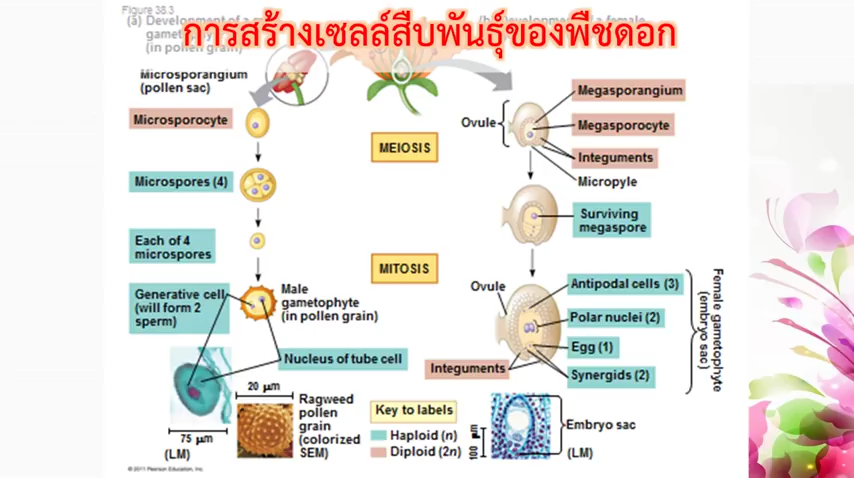 Figure 38.3
การสร้างเซลล์สืบพันธุ์ของพืชดอก
(a) Development of a
(in pollen grain)
Microsporangium
(pollen sac)
Microsporocyte
MEIOSIS
Microspores (4)
Each of 4
microspores
MITOSIS
Generative cell
(will form 2
sperm)
Male
gametophyte
(in pollen grain)
Nucleus of tube cell
20 µm
75 µm
(LM)
Ragweed
pollen
grain
(colorized
SEM)
Key to labels
Haploid (n)
Diploid (2n)
Ovule
Megasporangium
Megasporocyte
Integuments
Micropyle
Surviving
megaspore
Ovule
Antipodal cells (3)
Polar nuclei (2)
Egg (1)
Synergids (2)
Integuments
Female gametophyte
(embryo sac)
Embryo sac
100 µm
(LM)
© 2011 Pearson Education, Inc.